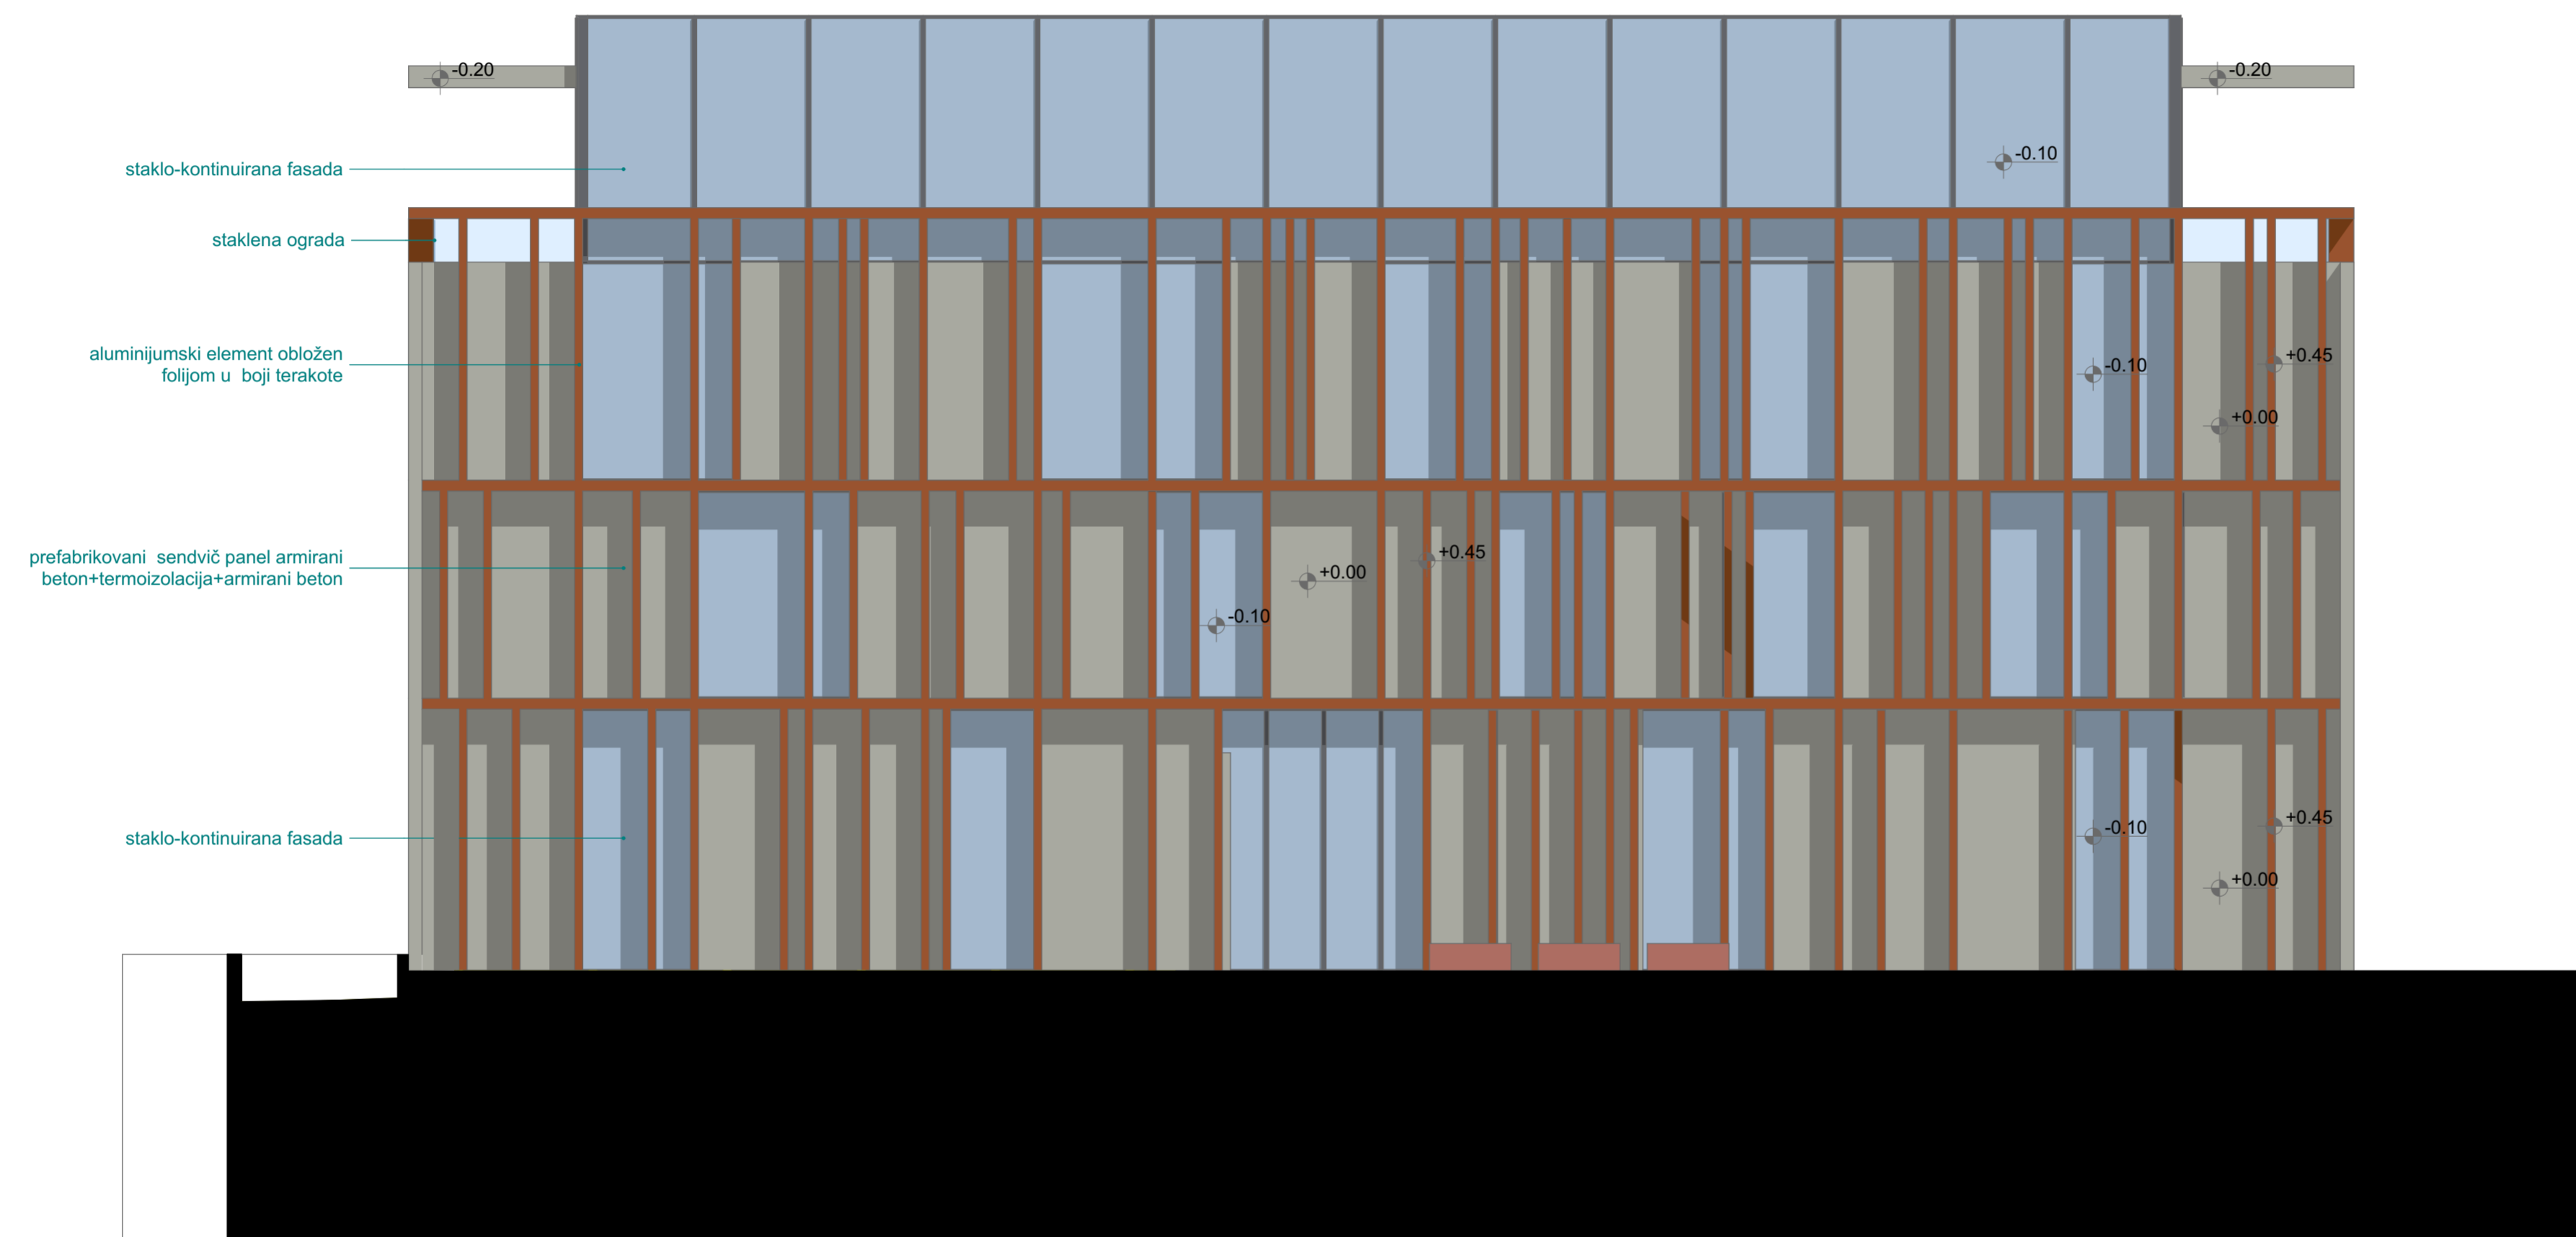 -0.20
-0.20
-0.10
staklo-kontinuirana fasada
staklena ograda
aluminijumski element obložen
folijom u  boji terakote
-0.10
+0.45
+0.00
prefabrikovani  sendvič panel armirani
beton+termoizolacija+armirani beton
+0.45
+0.00
-0.10
staklo-kontinuirana fasada
-0.10
+0.45
+0.00